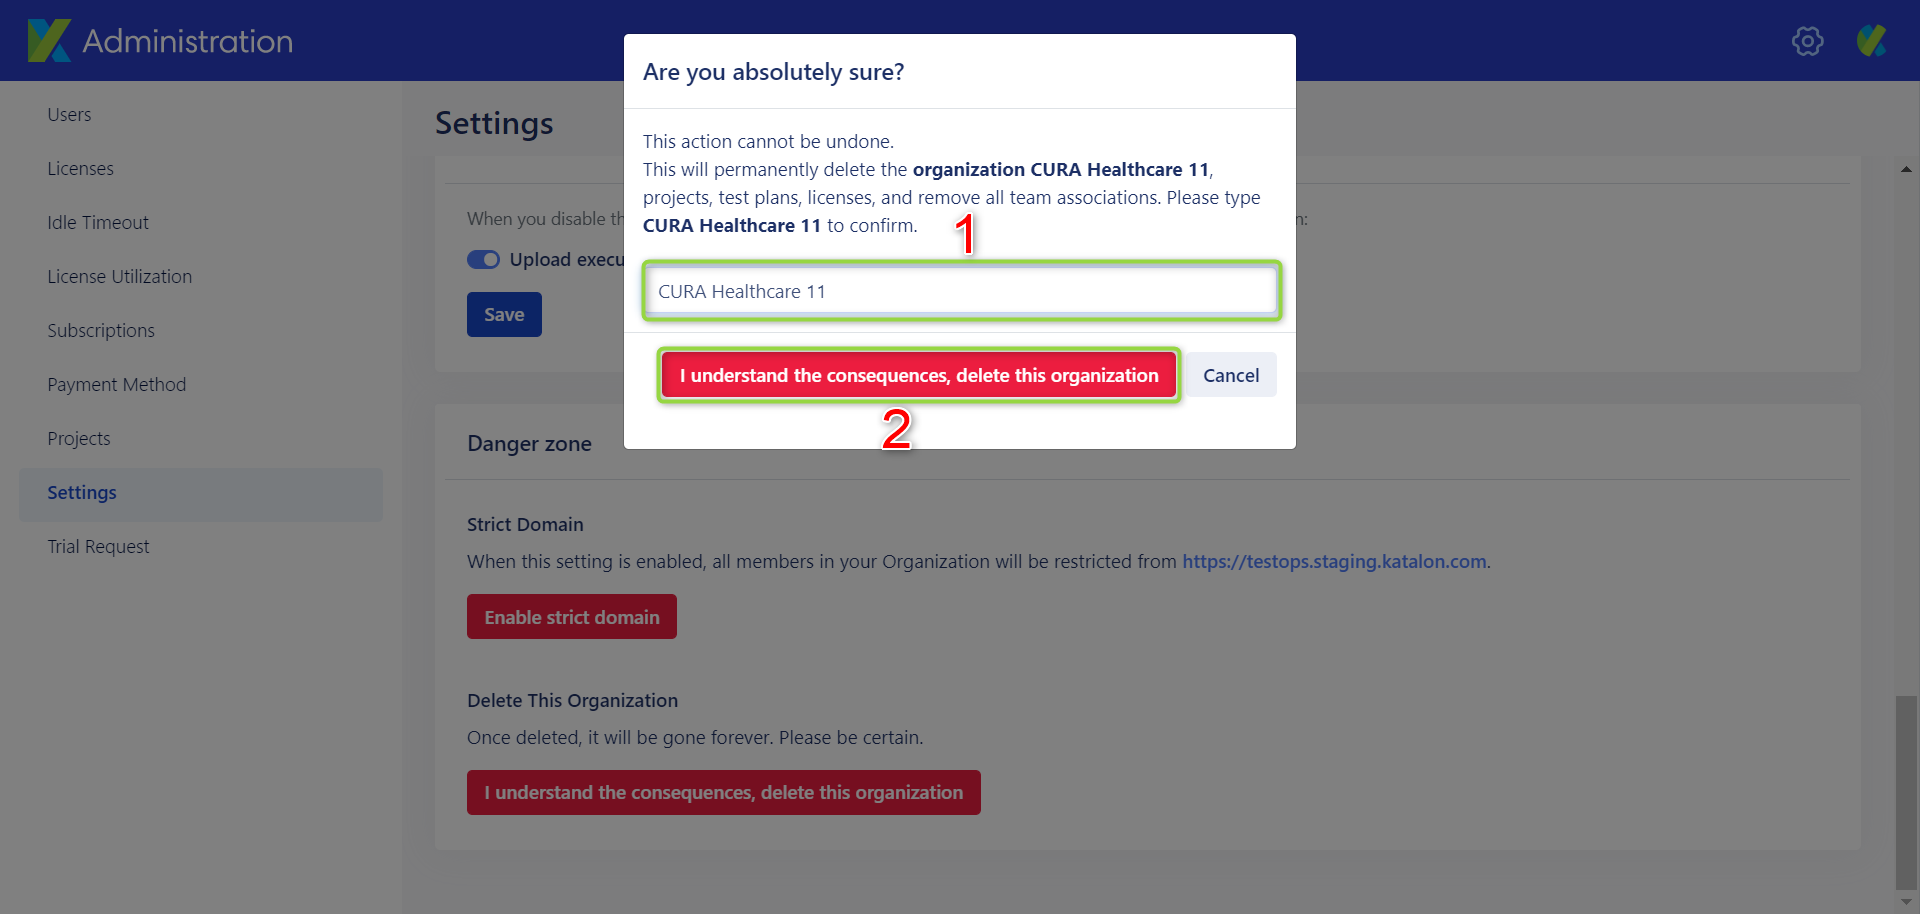 Administration
Users
Licenses
Idle Timeout
License Utilization
Subscriptions
Payment Method
Projects
Settings
Trial Request
Settings
When you disable th
n:
Upload execu
Save
Are you absolutely sure?
This action cannot be undone.
This will permanently delete the organization CURA Healthcare 11,
projects, test plans, licenses, and remove all team associations. Please type
CURA Healthcare 11 to confirm.
1
CURA Healthcare 11
I understand the consequences, delete this organization
Cancel
2
Danger zone
Strict Domain
When this setting is enabled, all members in your Organization will be restricted from https://testops.staging.katalon.com.
Enable strict domain
Delete This Organization
Once deleted, it will be gone forever. Please be certain.
I understand the consequences, delete this organization